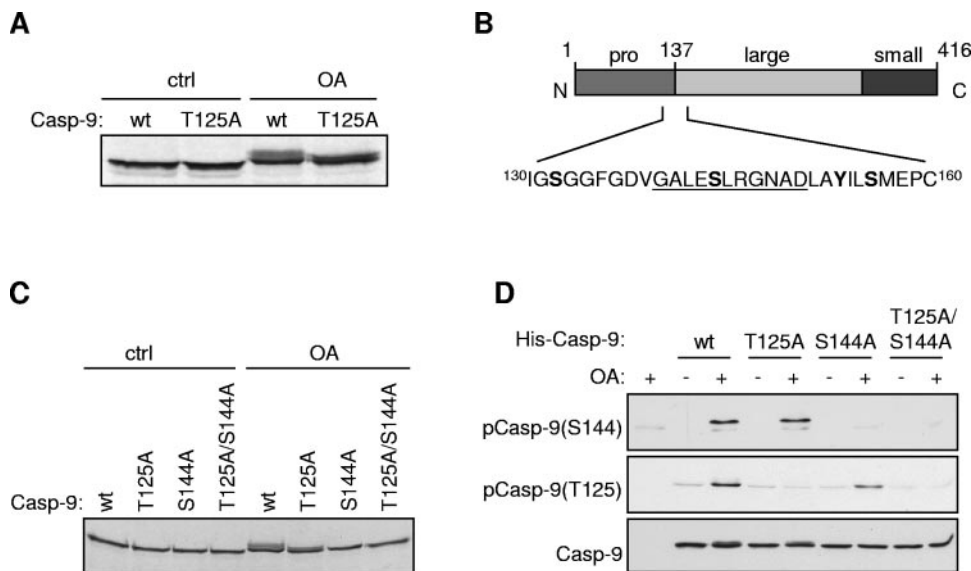 A
ctrl OA
Casp-9: wt T125A wt T125A
B
1 137 416
pro large small
N C
130IGSGGFGDVGALESLRGNADLAYILSMEPC160
C
ctrl OA
Casp-9: wt T125A S144A T125A/S144A wt T125A S144A T125A/S144A
D
His-Casp-9: wt T125A S144A T125A/
S144A
OA: + - + - + - + - +
pCasp-9(S144)
pCasp-9(T125)
Casp-9